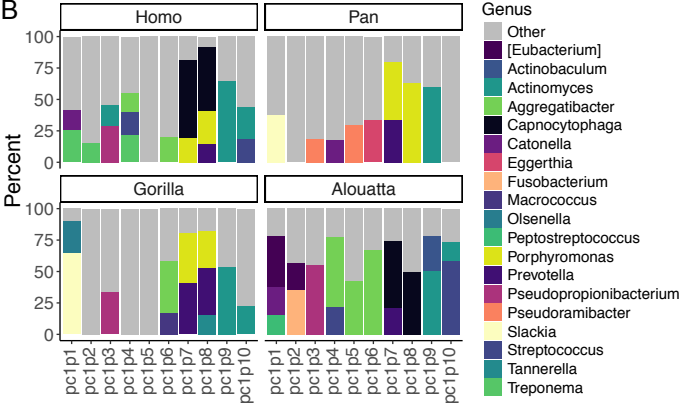 B
Homo
Pan
100
75
50
25
0
Percent
Gorilla
Alouatta
100
75
50
25
0
pc1p1
pc1p2
pc1p3
pc1p4
pc1p5
pc1p6
pc1p7
pc1p8
pc1p9
pc1p10
pc1p1
pc1p2
pc1p3
pc1p4
pc1p5
pc1p6
pc1p7
pc1p8
pc1p9
pc1p10
Genus
Other
[Eubacterium]
Actinobaculum
Actinomyces
Aggregatibacter
Capnocytophaga
Catonella
Eggerthia
Fusobacterium
Macrococcus
Olsenella
Peptostreptococcus
Porphyromonas
Prevotella
Pseudopropionibacterium
Pseudoramibacter
Slackia
Streptococcus
Tannerella
Treponema